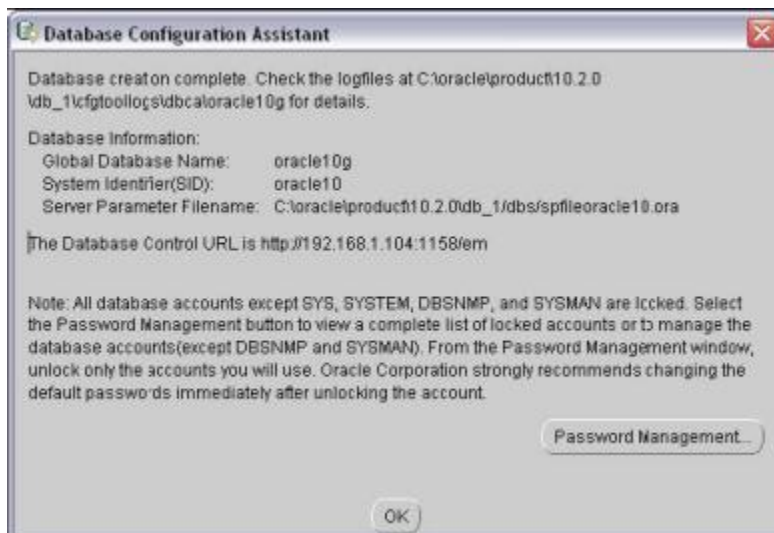 Database Configuration Assistant
Database creation complete. Check the logfiles at C:\oracle\product\10.2.0
\db_1\cfgtoollogs\dbca\oracle10g for details.
Database Information:
Global Database Name: oracle10g
System Identifier(SID): oracle10
Server Parameter Filename: C:\oracle\product\10.2.0\db_1/dbs/spfileoracle10.ora
The Database Control URL is http://192.168.1.104:1158/em
Note: All database accounts except SYS, SYSTEM, DBSNMP, and SYSMAN are locked. Select
the Password Management button to view a complete list of locked accounts or to manage the
database accounts(except DBSNMP and SYSMAN). From the Password Management window,
unlock only the accounts you will use. Oracle Corporation strongly recommends changing the
default passwords immediately after unlocking the account.
Password Management...
OK